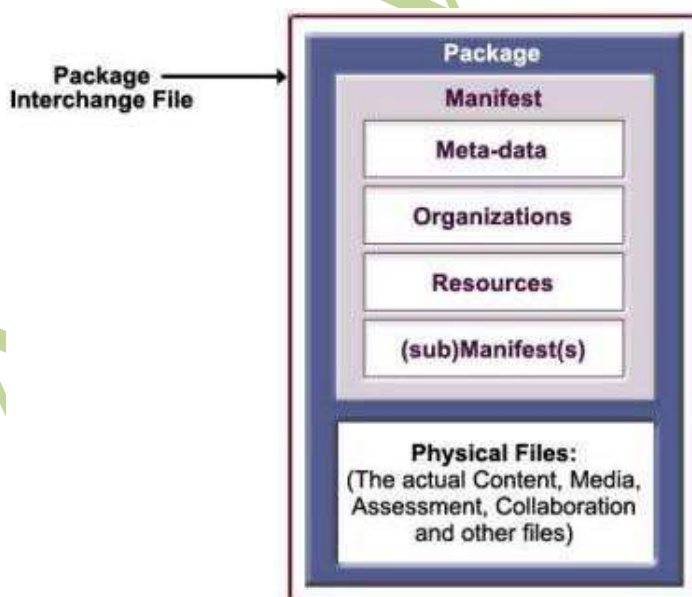 Package
Interchange File
Package
Manifest
Meta-data
Organizations
Resources
(sub)Manifest(s)
Physical Files:
(The actual Content, Media,
Assessment, Collaboration
and other files)